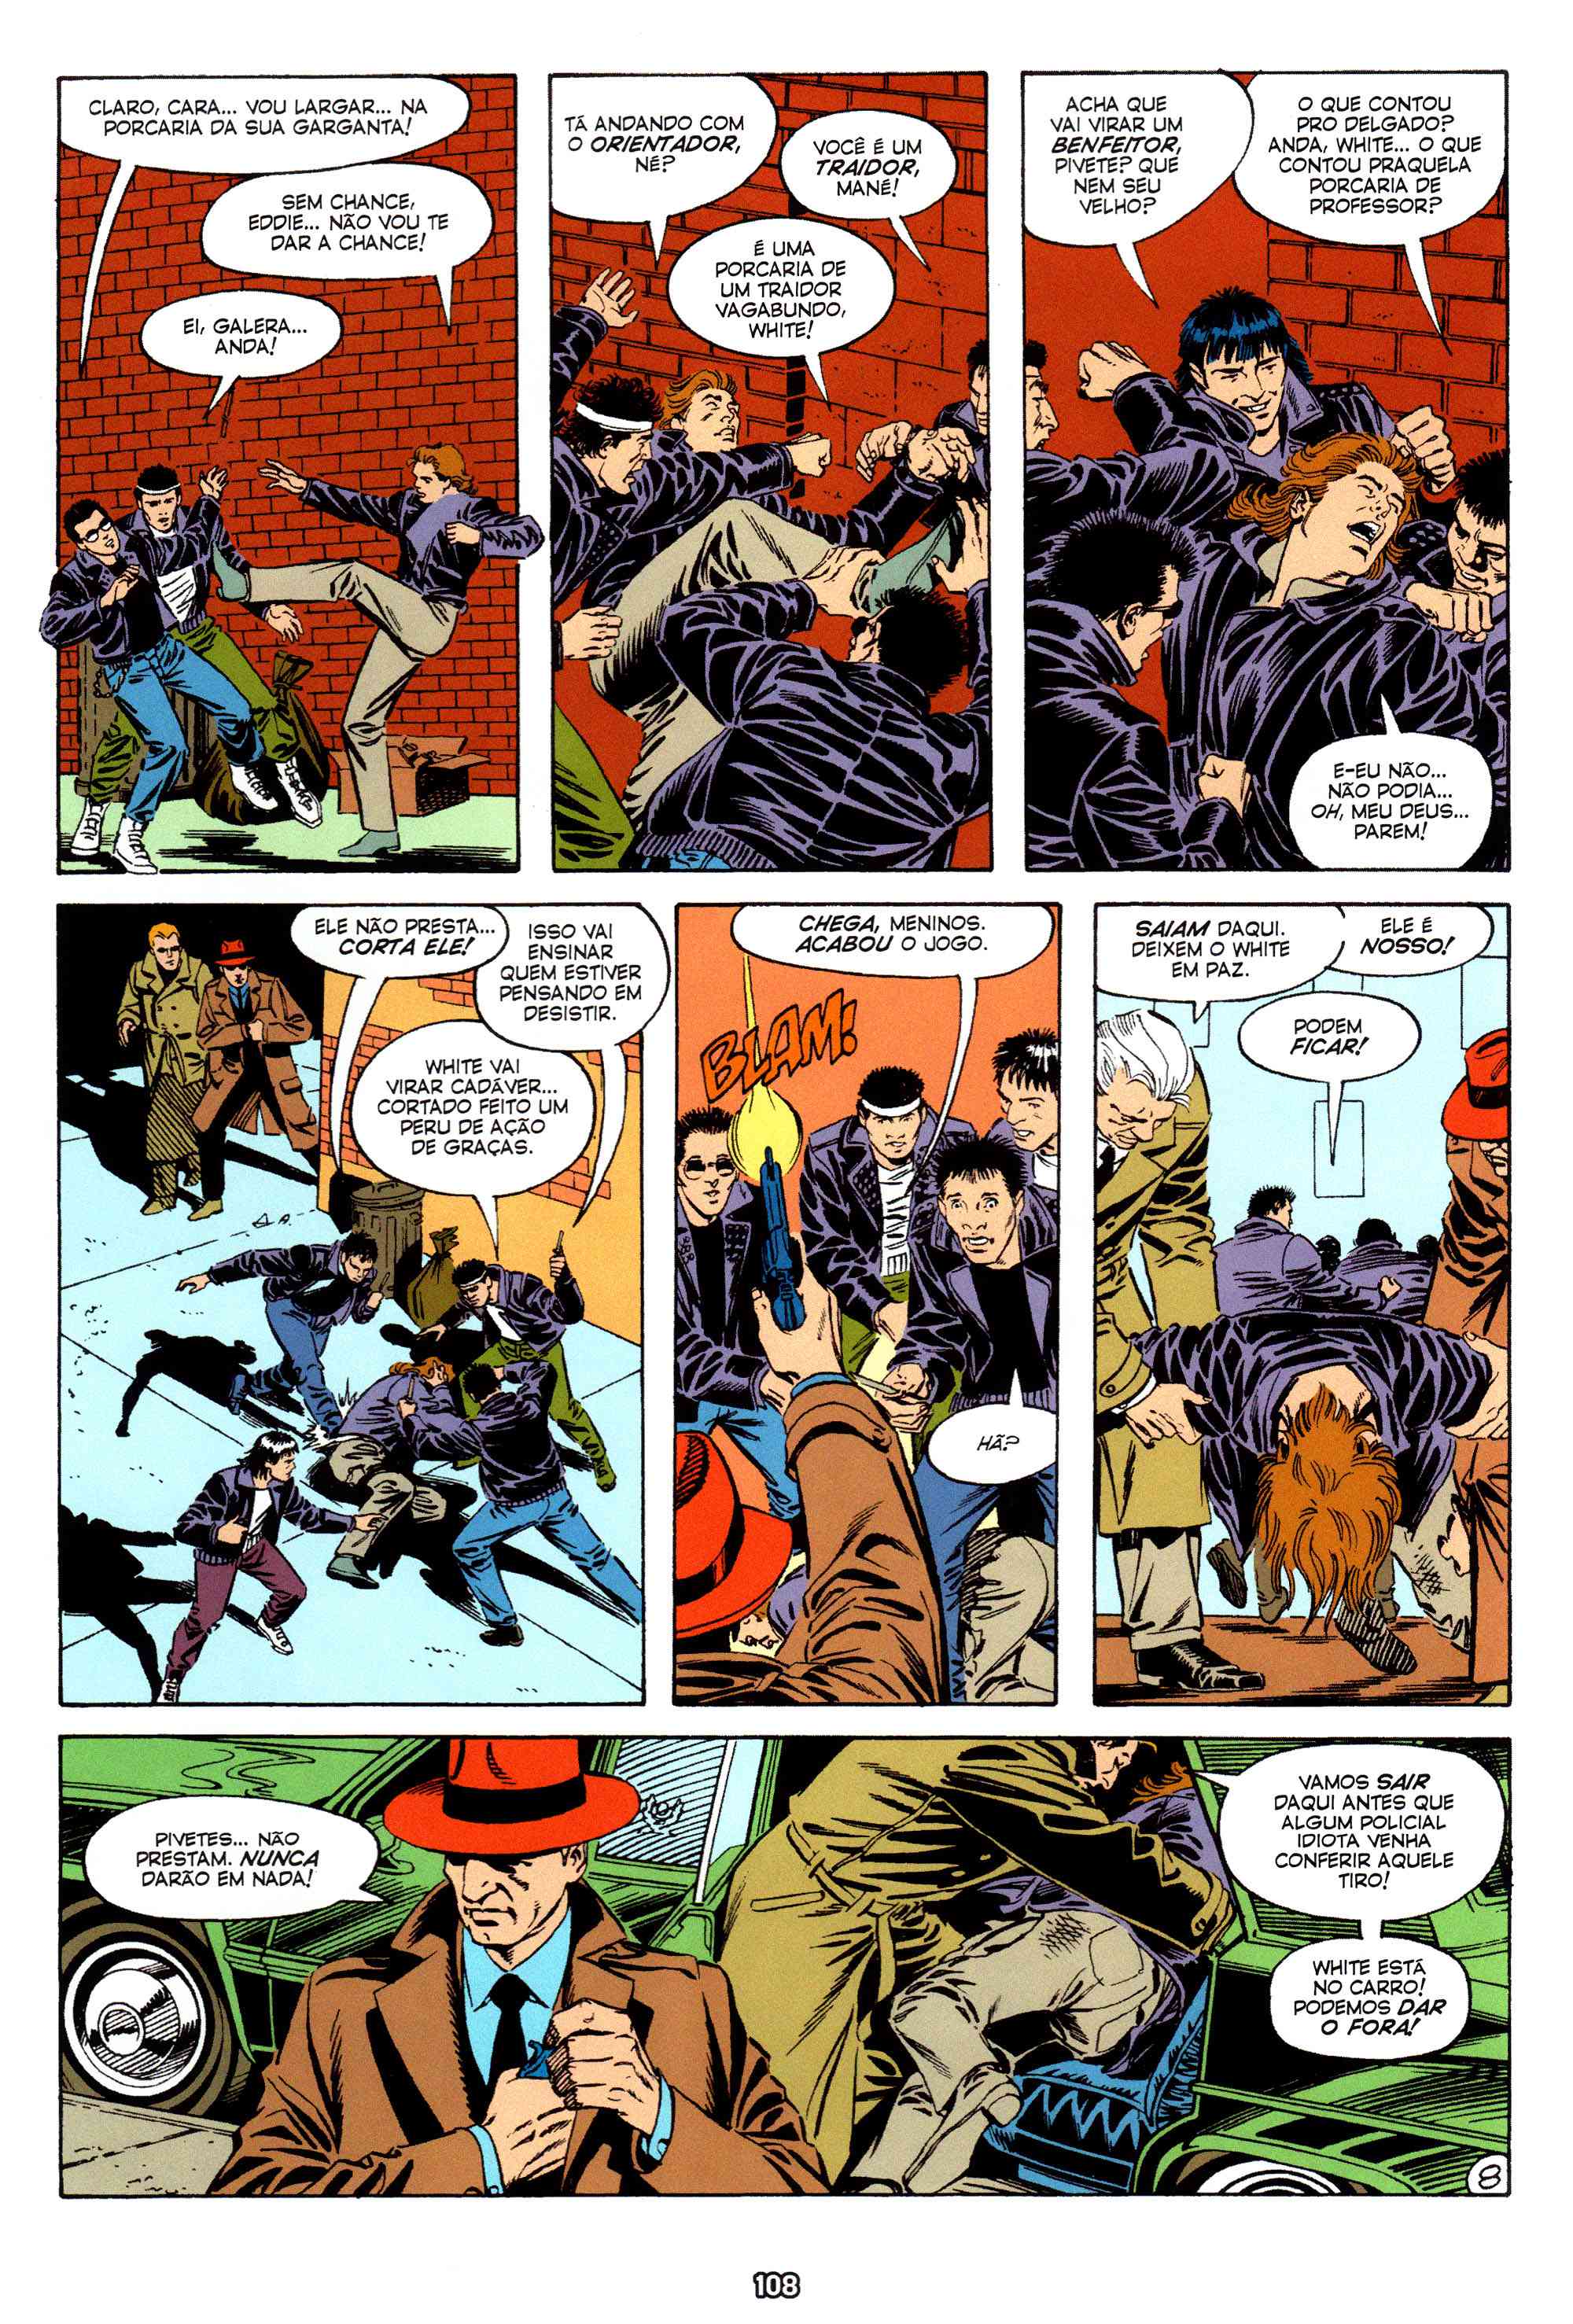 CLARO, CARA... VOU LARGAR... NA
PORCARIA DA SUA GARGANTA!
SEM CHANCE,
EDDIE... NÃO VOU TE
DAR A CHANCE!
EI, GALERA...
ANDA!
TÁ ANDANDO COM
O ORIENTADOR,
NÉ?
VOCÊ É UM
TRAIDOR,
MANÉ!
É UMA
PORCARIA DE
UM TRAIDOR
VAGABUNDO,
WHITE!
ACHA QUE
VAI VIRAR UM
BENFEITOR,
PIVETE? QUE
NEM SEU
VELHO?
O QUE CONTOU
PRO DELGADO?
ANDA, WHITE... O QUE
CONTOU PRAQUELA
PORCARIA DE
PROFESSOR?
E-EU NÃO...
NÃO PODIA...
OH, MEU DEUS...
PAREM!
ELE NÃO PRESTA...
CORTA ELE!
ISSO VAI
ENSINAR
QUEM ESTIVER
PENSANDO EM
DESISTIR.
WHITE VAI
VIRAR CADÁVER...
CORTADO FEITO UM
PERU DE AÇÃO
DE GRAÇAS.
CHEGA, MENINOS.
ACABOU O JOGO.
BLAM!
HÃ?
SAIAM DAQUI.
DEIXEM O WHITE
EM PAZ.
ELE É
NOSSO!
PODEM
FICAR!
PIVETES... NÃO
PRESTAM. NUNCA
DARÃO EM NADA!
VAMOS SAIR
DAQUI ANTES QUE
ALGUM POLICIAL
IDIOTA VENHA
CONFERIR AQUELE
TIRO!
WHITE ESTÁ
NO CARRO!
PODEMOS DAR
O FORA!
8
108